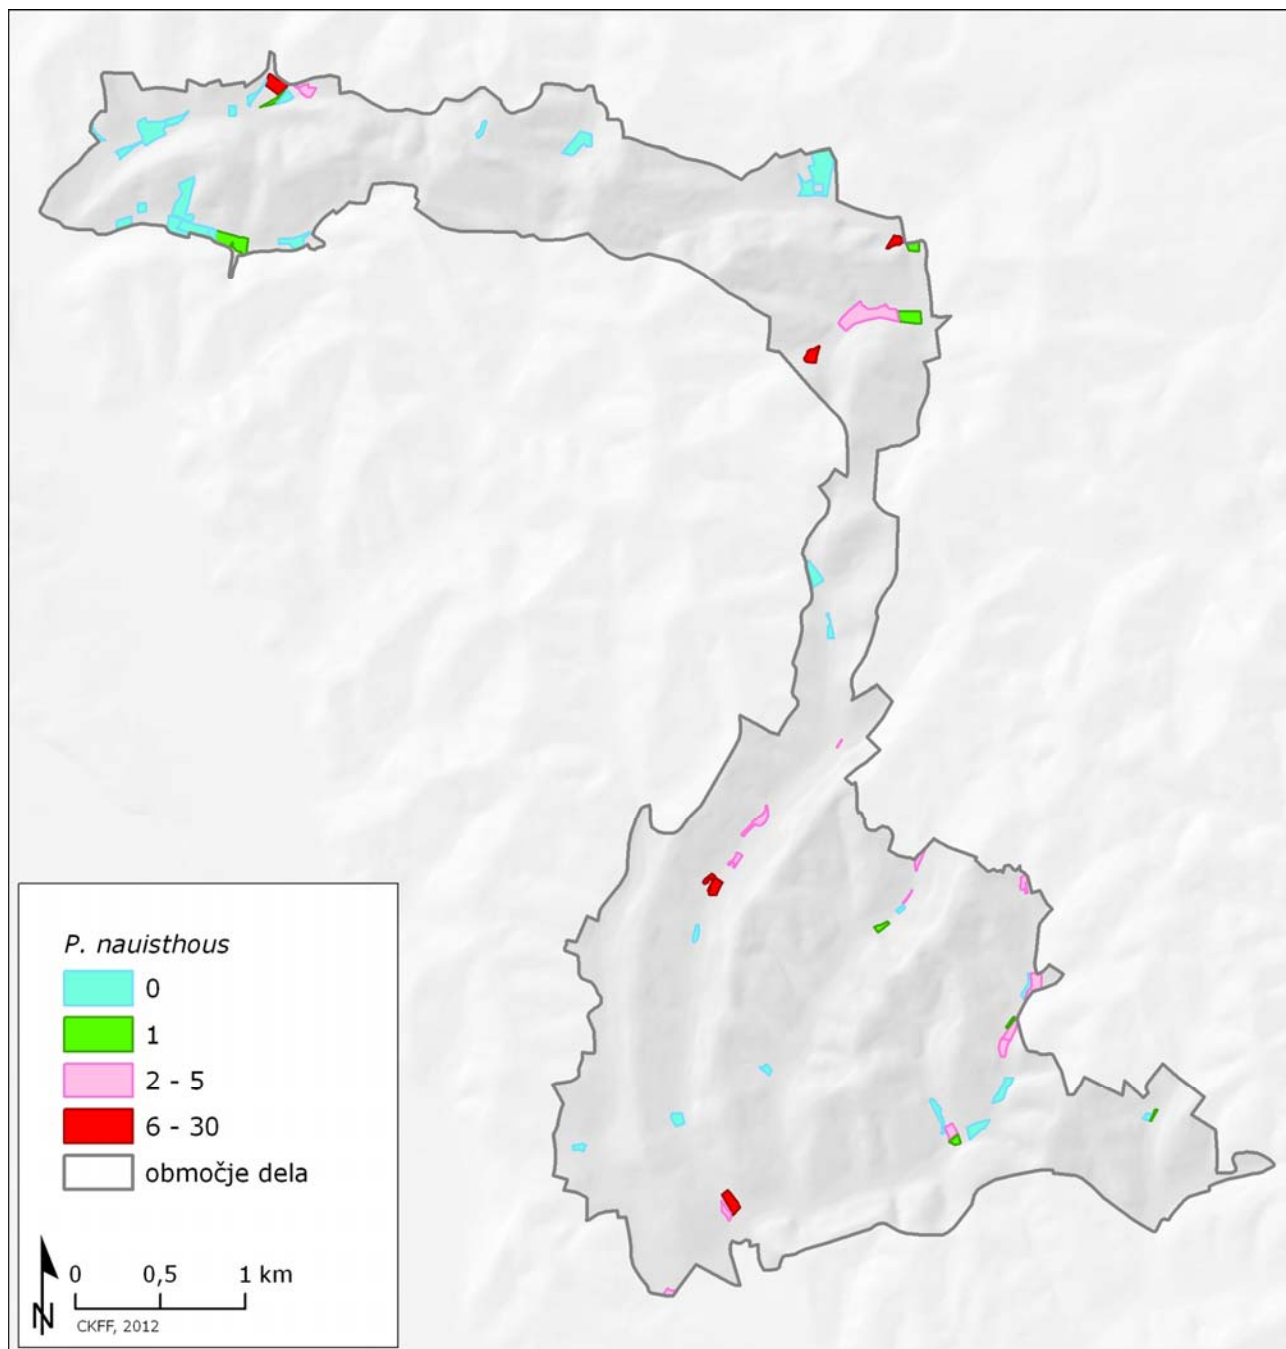 P. nauisthous
0
1
2 - 5
6 - 30
območje dela
0 0,5 1 km
N
CKFF, 2012